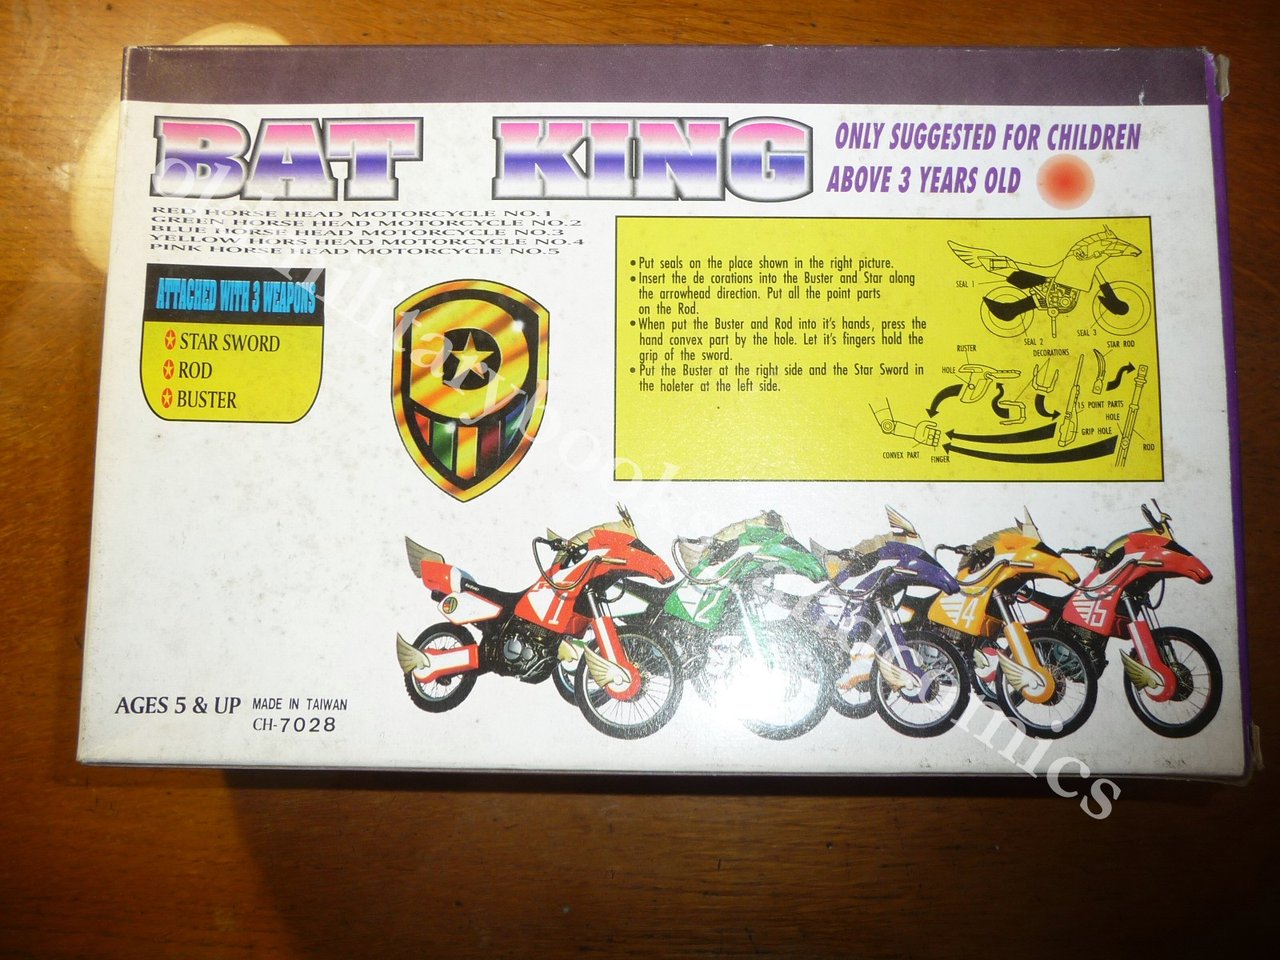 BAT KING
ONLY SUGGESTED FOR CHILDREN
ABOVE 3 YEARS OLD
RED HORSE HEAD MOTORCYCLE NO.1
GREEN HORSE HEAD MOTORCYCLE NO.2
BLUE HORSE HEAD MOTORCYCLE NO.3
YELLOW HORS HEAD MOTORCYCLE NO.4
PINK HORSE HEAD MOTORCYCLE NO.5
ATTACHED WITH 3 WEAPONS
STAR SWORD
ROD
BUSTER
• Put seals on the place shown in the right picture.
• Insert the de corations into the Buster and Star along
the arrowhead direction. Put all the point parts
on the Rod.
• When put the Buster and Rod into it's hands, press the
hand convex part by the hole. Let it's fingers hold the
grip of the sword.
• Put the Buster at the right side and the Star Sword in
the holeter at the left side.
SEAL 1
SEAL 2
SEAL 3
BUSTER
DECORATIONS
STAR ROD
HOLE
15 POINT PARTS
HOLE
GRIP HOLE
ROD
CONVEX PART
FINGER
1
2
4
5
AGES 5 & UP
MADE IN TAIWAN
CH-7028